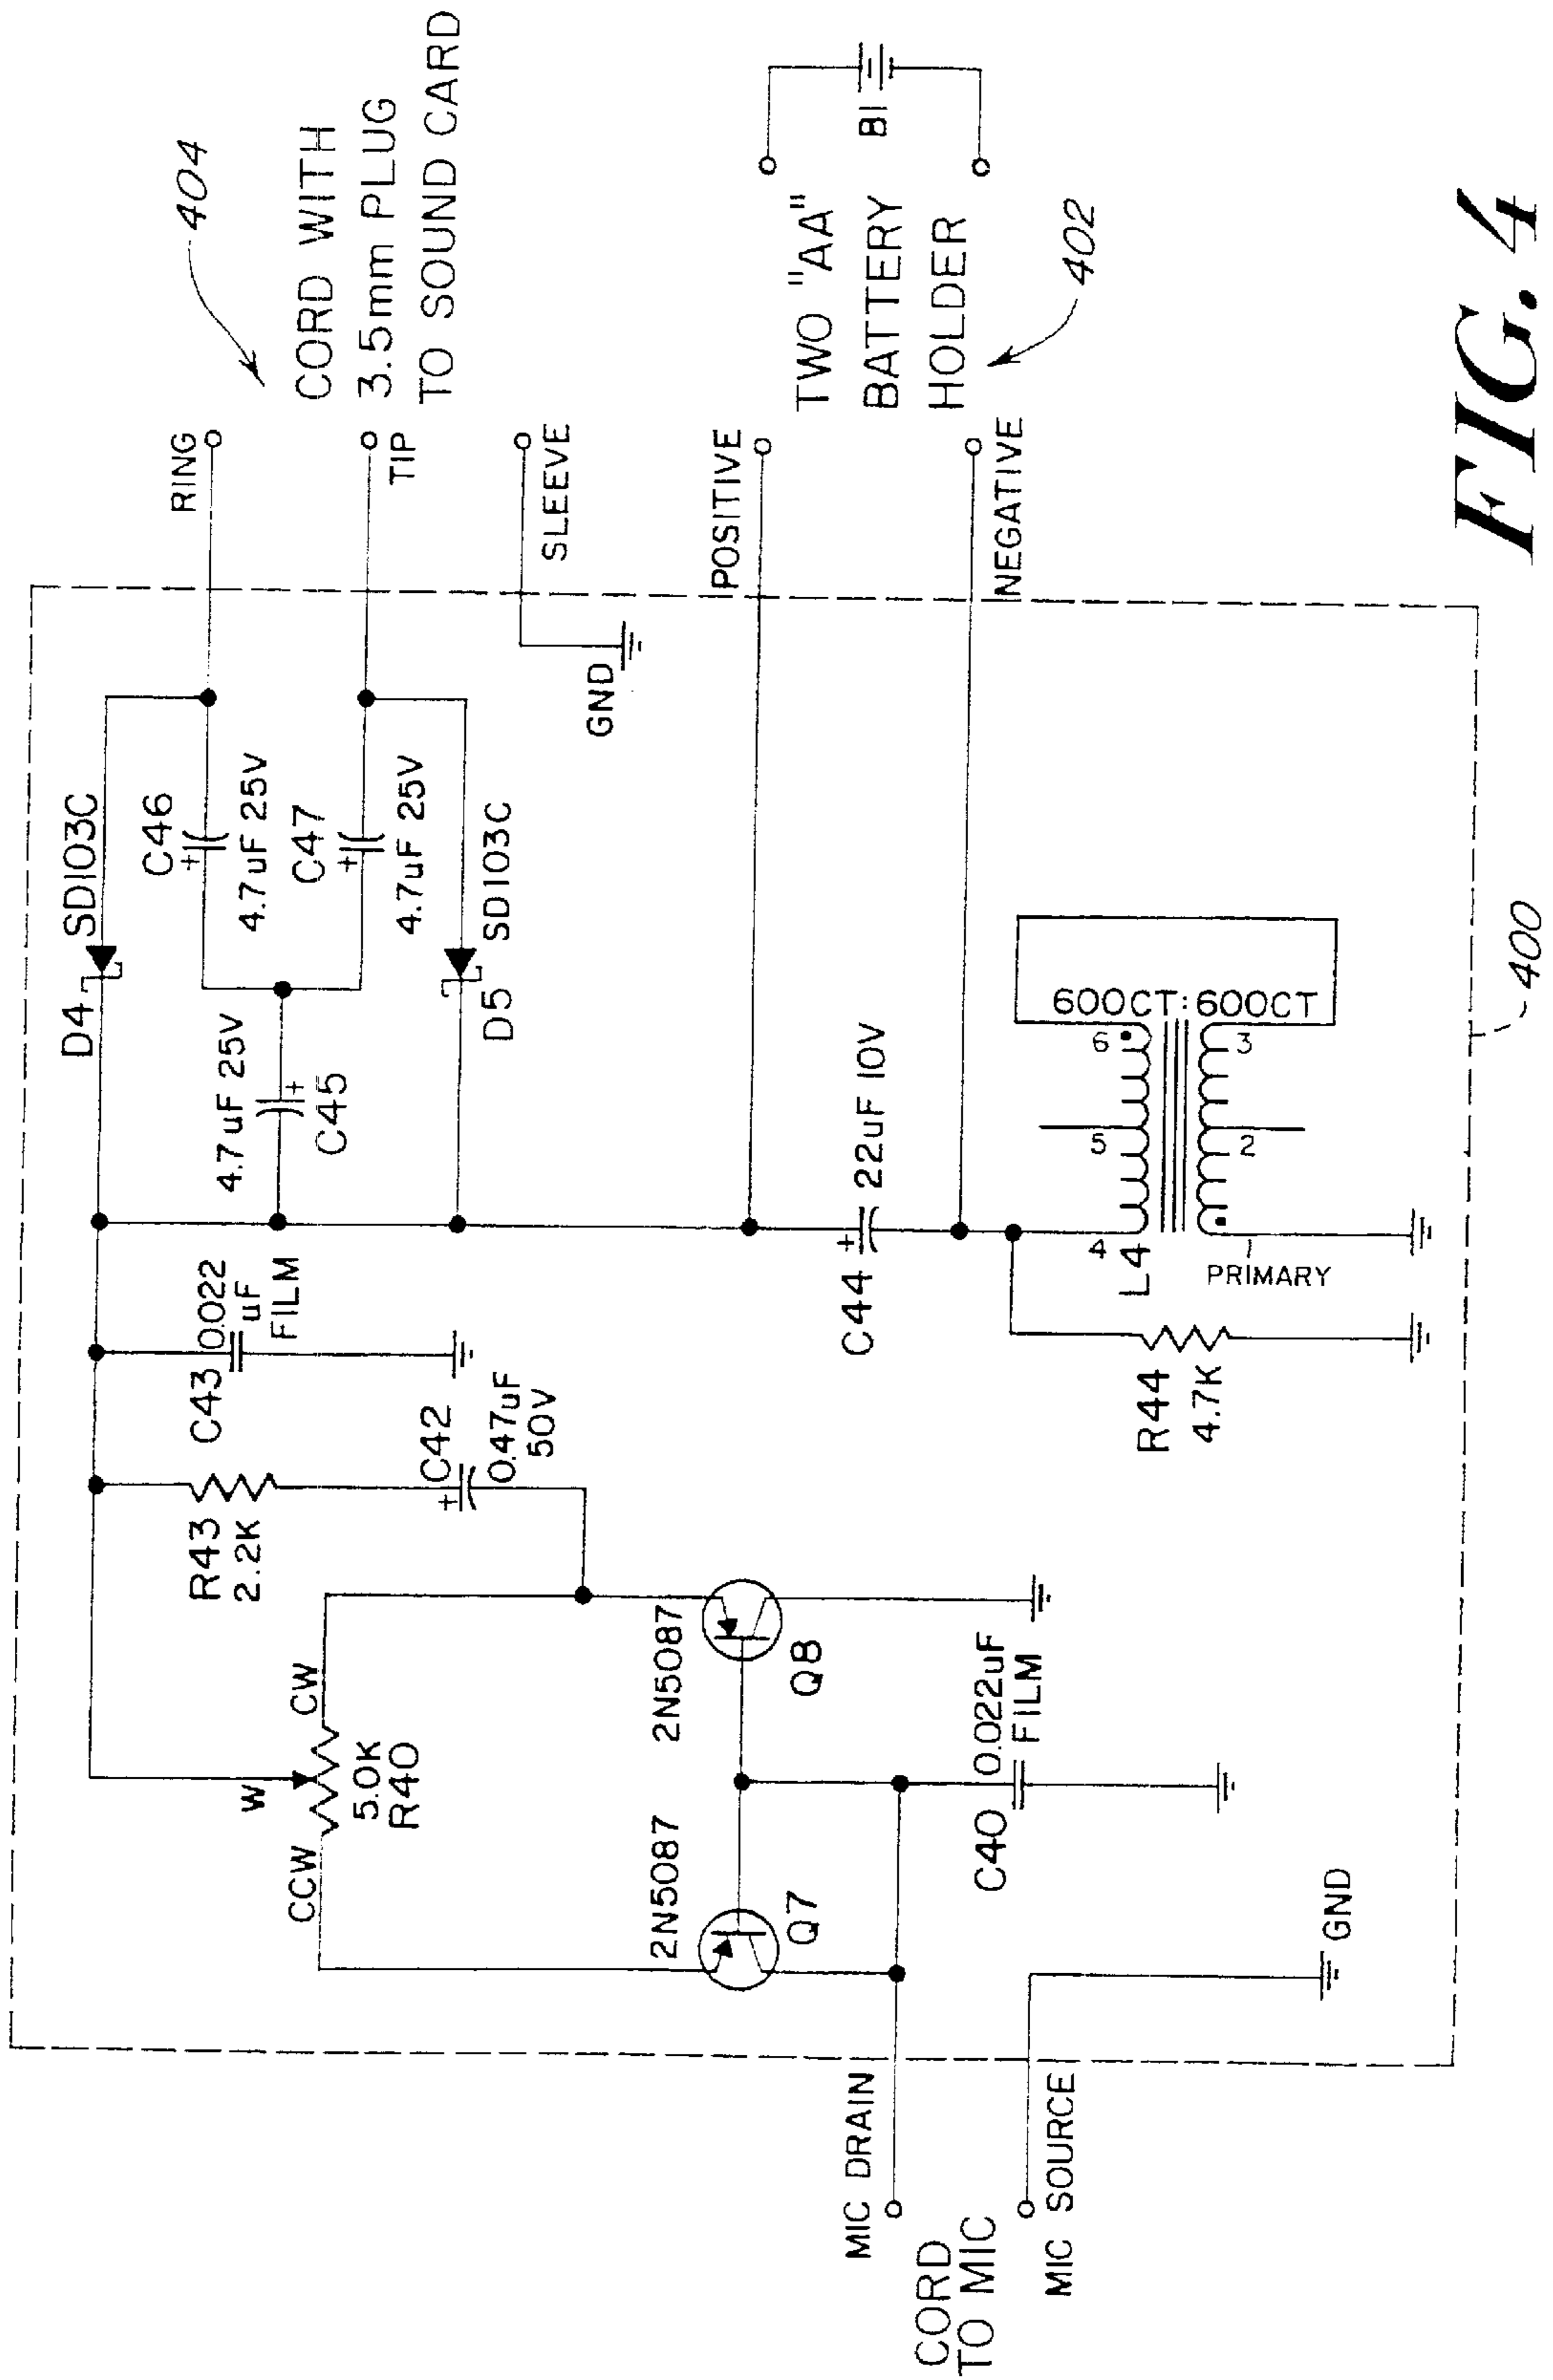 404
CORD WITH
3.5mm PLUG
TO SOUND CARD
RING
TIP
SLEEVE
GND
D4
SD103C
C46
4.7uF 25V
C47
4.7uF 25V
D5 SD103C
4.7uF 25V
C45
TWO "AA"
BATTERY
HOLDER
B1
402
POSITIVE
NEGATIVE
C43 0.022
uF
FILM
R43
2.2K
C42
0.47uF
50V
CCW
W
CW
5.0K
R40
2N5087
Q7
2N5087
Q8
C40 0.022uF
FILM
C44 22uF 10V
600CT:600CT
6
5
4
3
2
1
L4
PRIMARY
R44
4.7K
MIC DRAIN
CORD
TO MIC
MIC SOURCE
GND
400
FIG. 4